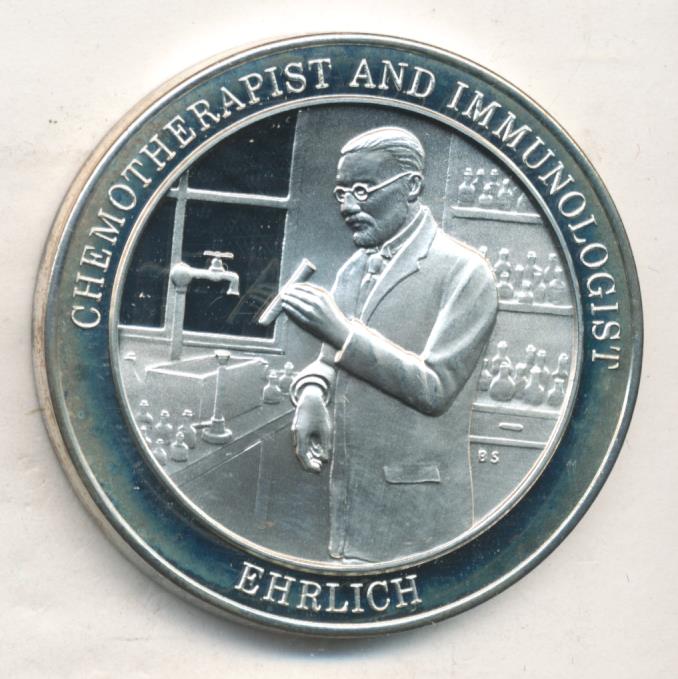 CHEMOTHERAPIST AND IMMUNOLOGIST
BS
EHRLICH